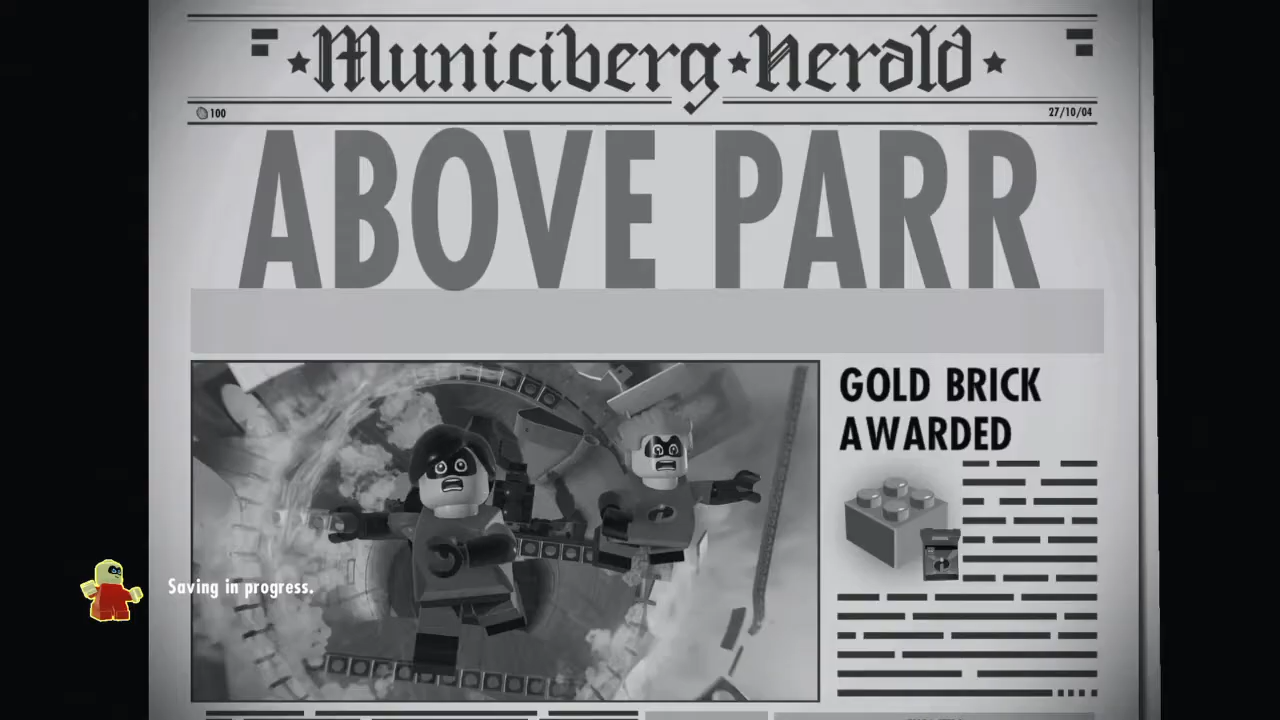 Municiberg Herald
100
27/10/04
ABOVE PARR
GOLD BRICK
AWARDED
Saving in progress.